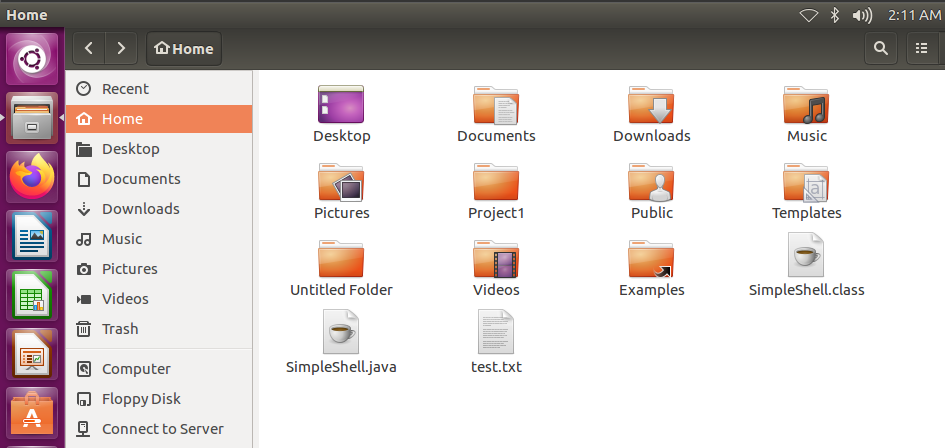 Home
2:11 AM
Home
Recent
Home
Desktop
Documents
Downloads
Music
Pictures
Videos
Trash
Computer
Floppy Disk
Connect to Server
Desktop
Documents
Downloads
Music
Pictures
Project1
Public
Templates
Untitled Folder
Videos
Examples
SimpleShell.class
SimpleShell.java
test.txt